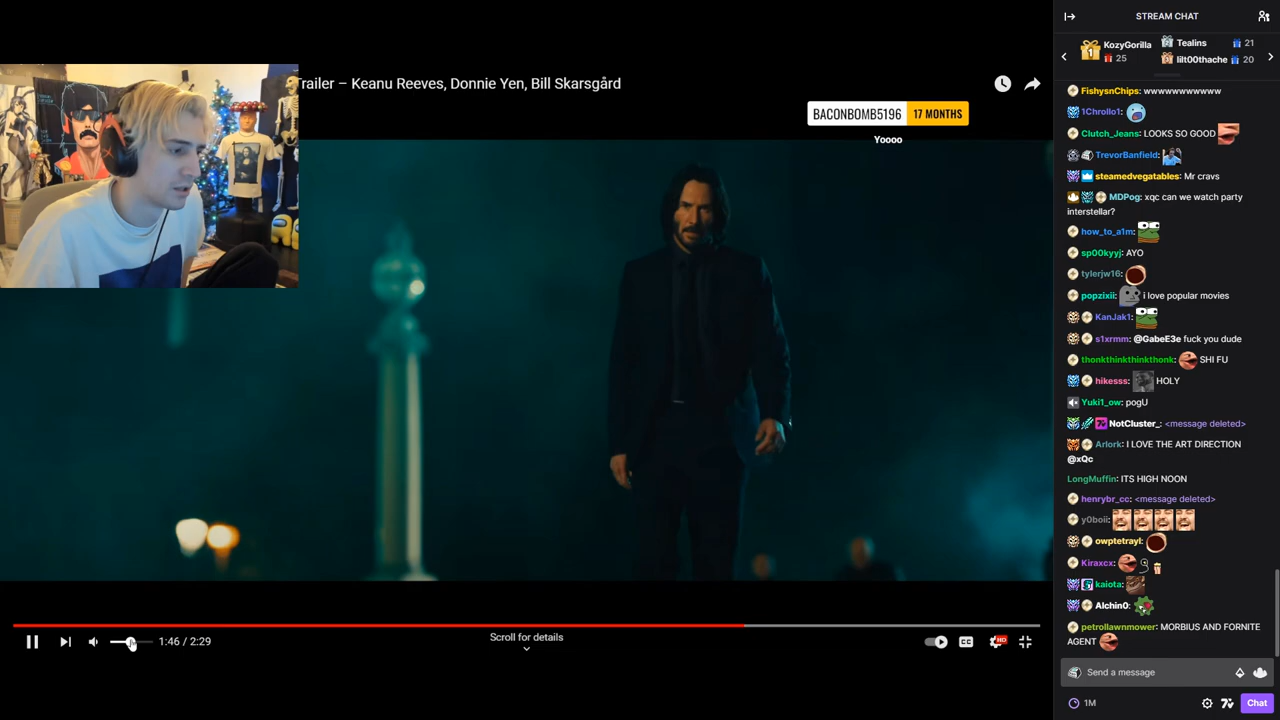 Trailer – Keanu Reeves, Donnie Yen, Bill Skarsgård
BACONBOMB5196 17 MONTHS
Yoooo
1:46 / 2:29
Scroll for details
HD
STREAM CHAT
KozyGorilla
25
Tealins 21
lilt00thache 20
FishysnChips: wwwwwwwwwww
1Chrollo1:
Clutch_Jeans: LOOKS SO GOOD
TrevorBanfield:
steamedvegatables: Mr cravs
MDPog: xqc can we watch party
interstellar?
how_to_a1m:
sp00kyyj: AYO
tylerjw16:
popzixii: i love popular movies
KanJak1:
s1xrmm: @GabeE3e fuck you dude
thonkthinkthinkthonk: SHI FU
hikesss: HOLY
Yuki1_ow: pogU
NotCluster_: <message deleted>
Arlork: I LOVE THE ART DIRECTION
@xQc
LongMuffin: ITS HIGH NOON
henrybr_cc: <message deleted>
y0boii:
owptetrayl:
Kiraxcx:
kaiota:
Alchin0:
petrollawnmower: MORBIUS AND FORNITE
AGENT
Send a message
1M
Chat